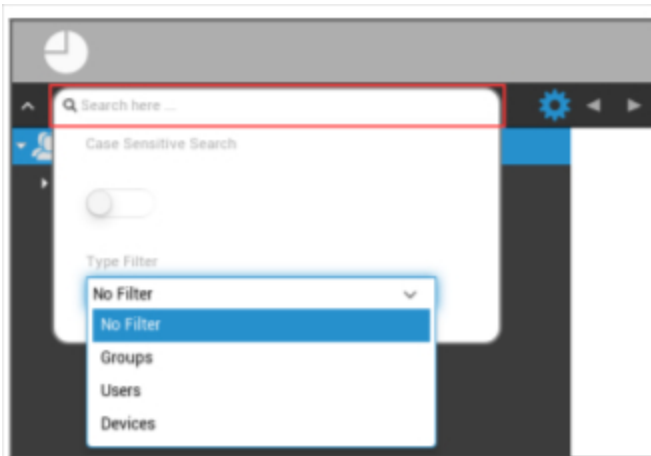 Search here ...
Case Sensitive Search
Type Filter
No Filter
No Filter
Groups
Users
Devices